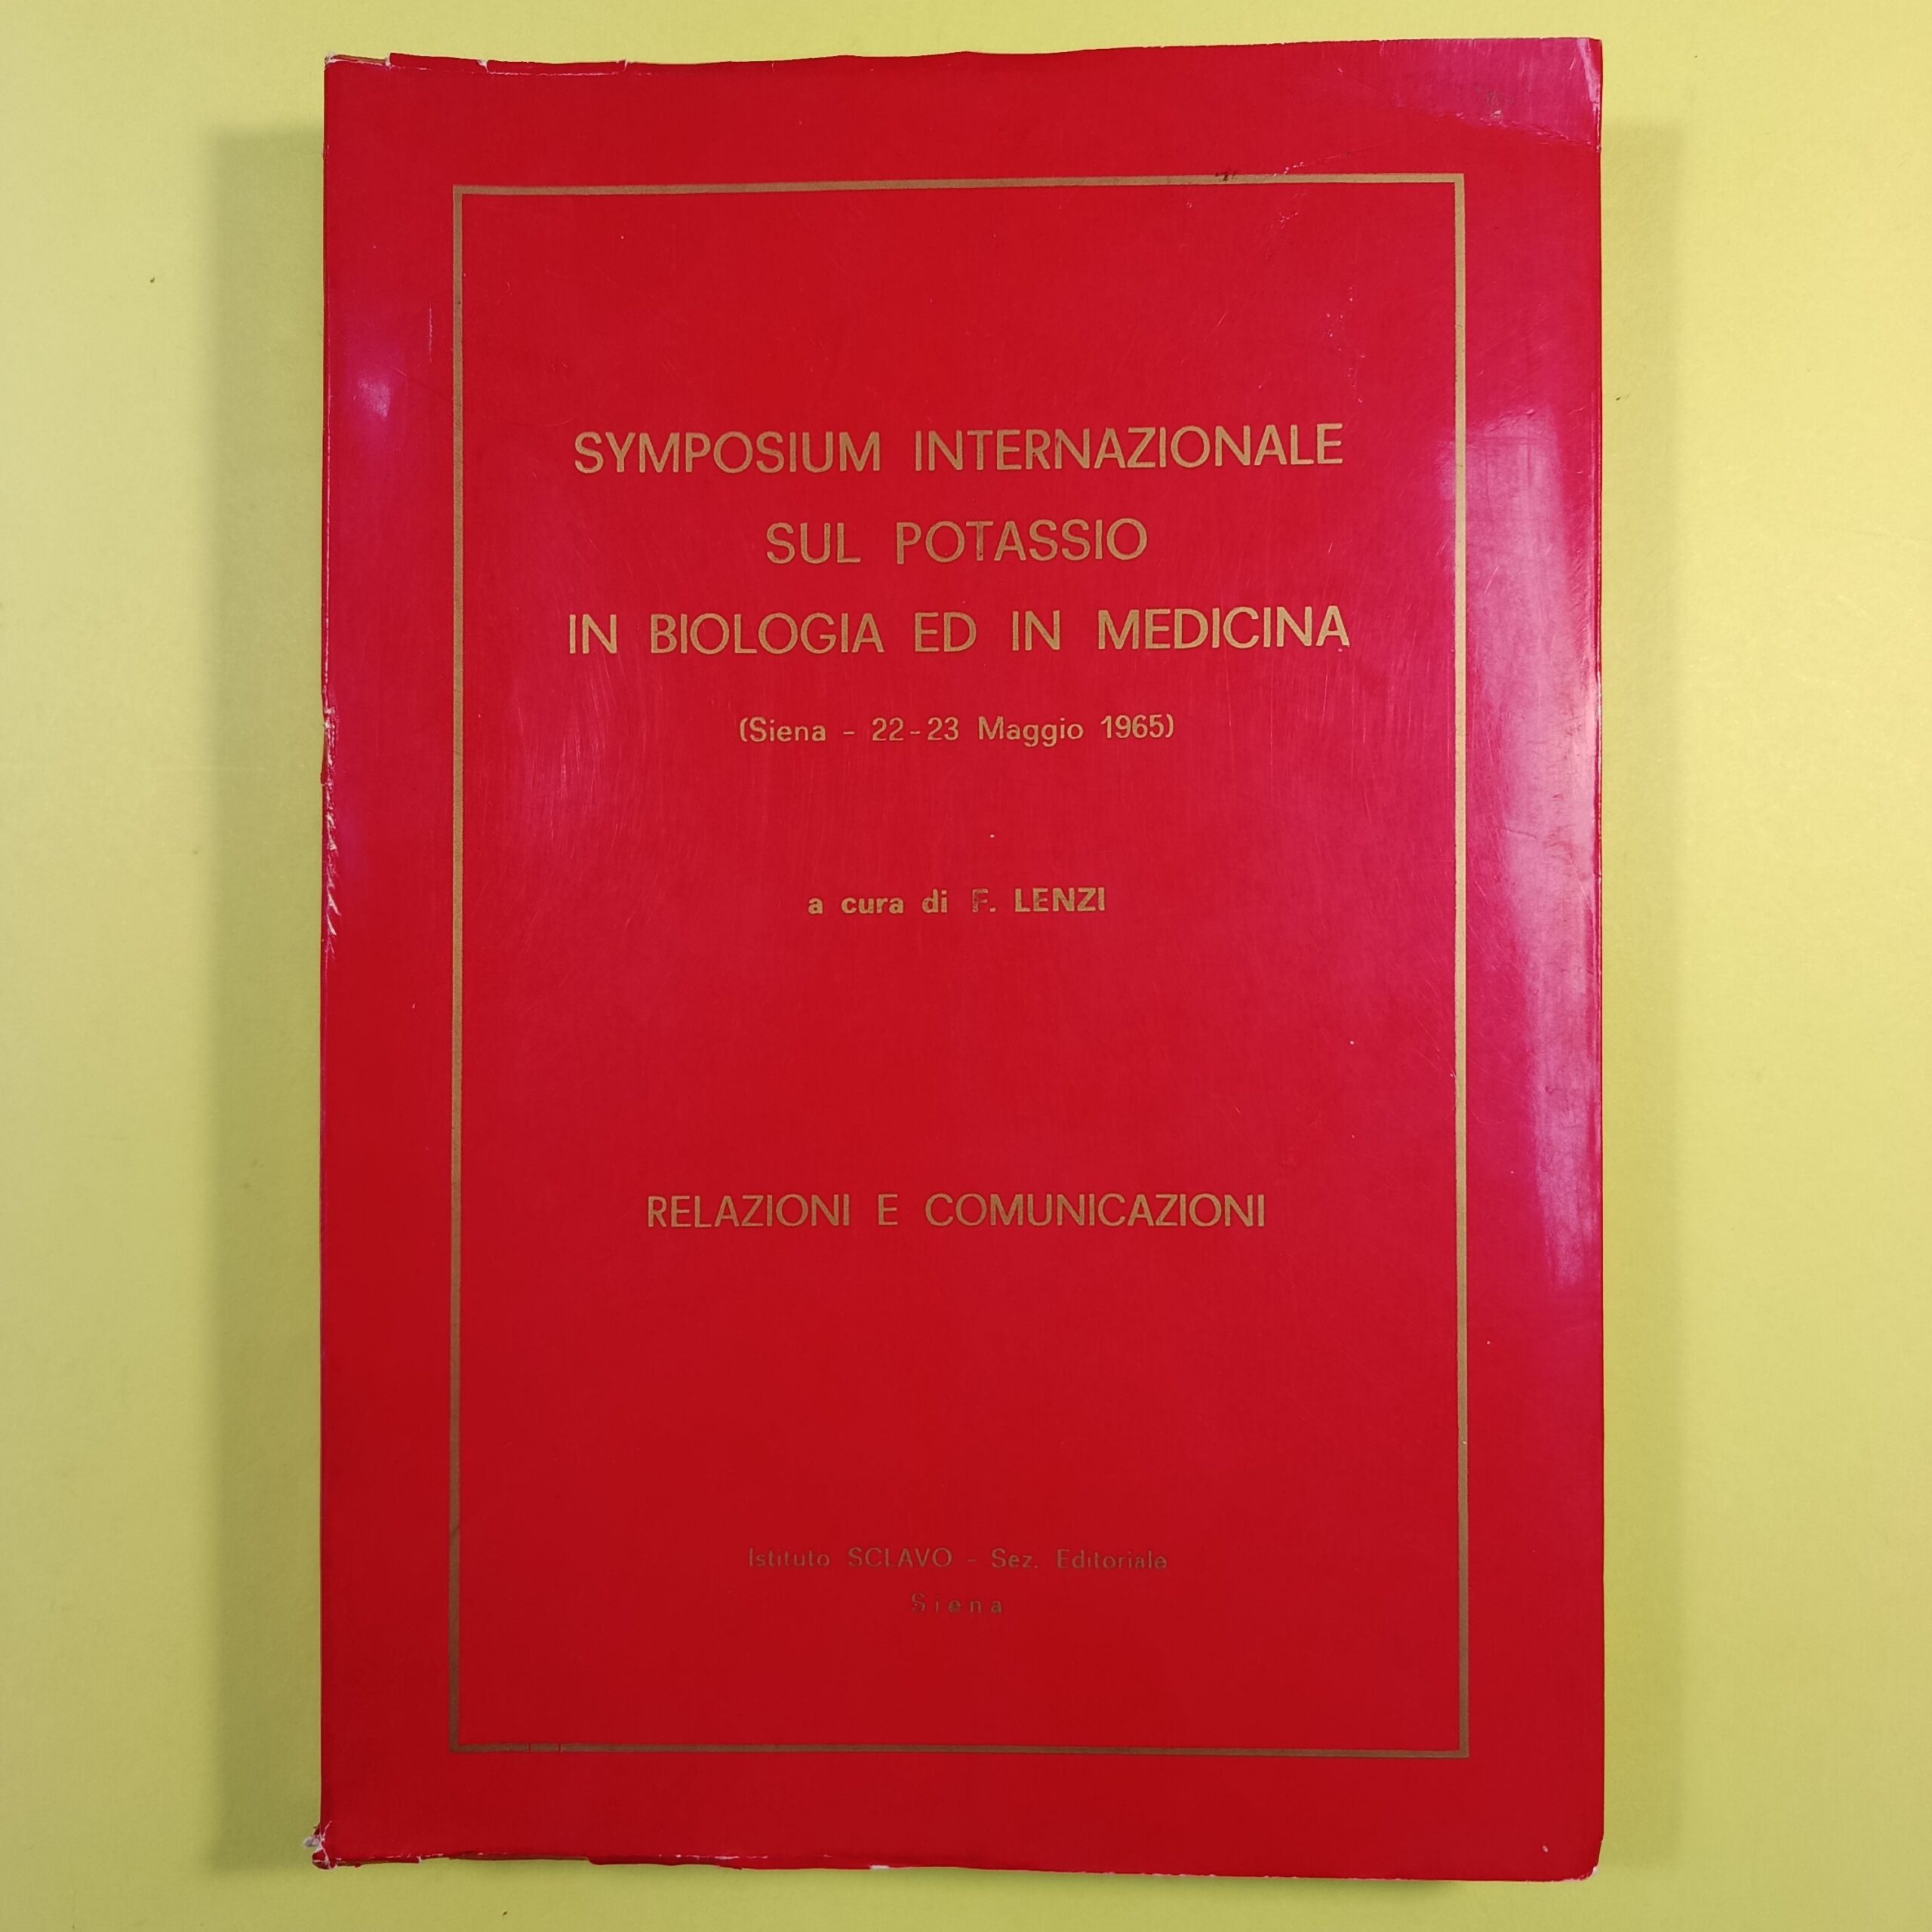 SYMPOSIUM INTERNAZIONALE
SUL POTASSIO
IN BIOLOGIA ED IN MEDICINA
(Siena - 22-23 Maggio 1965)
a cura di F. LENZI
RELAZIONI E COMUNICAZIONI
Istituto SCLAVO - Sez. Editoriale
Siena